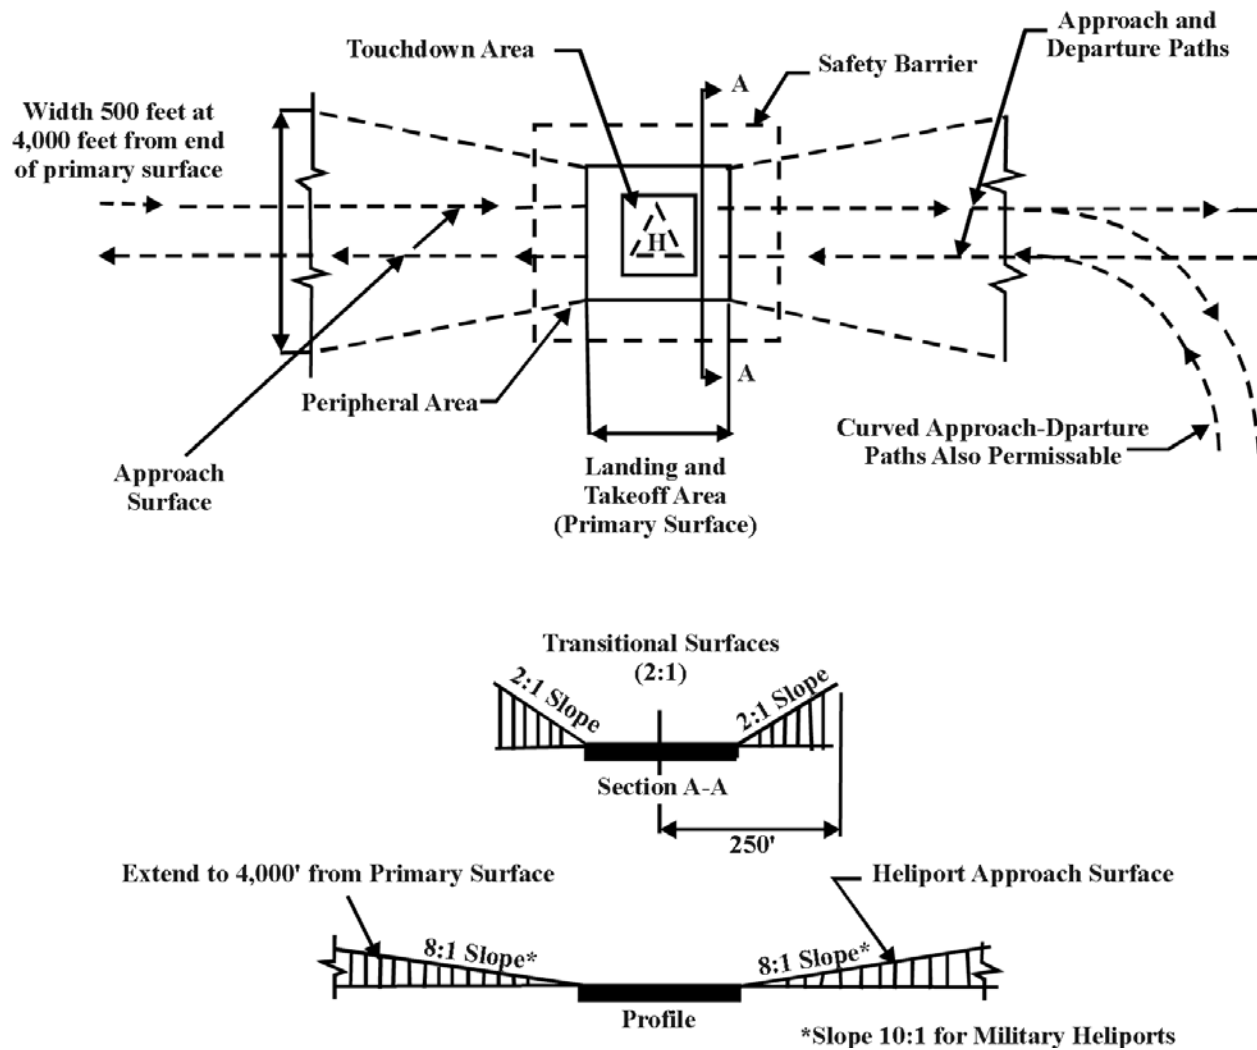 Touchdown Area
Approach and
Departure Paths
Safety Barrier
A
Width 500 feet at
4,000 feet from end
of primary surface
H
A
Peripheral Area
Curved Approach-Dparture
Paths Also Permissable
Approach
Surface
Landing and
Takeoff Area
(Primary Surface)
Transitional Surfaces
(2:1)
2:1 Slope
2:1 Slope
Section A-A
250'
Extend to 4,000' from Primary Surface
Heliport Approach Surface
8:1 Slope*
8:1 Slope*
Profile
*Slope 10:1 for Military Heliports